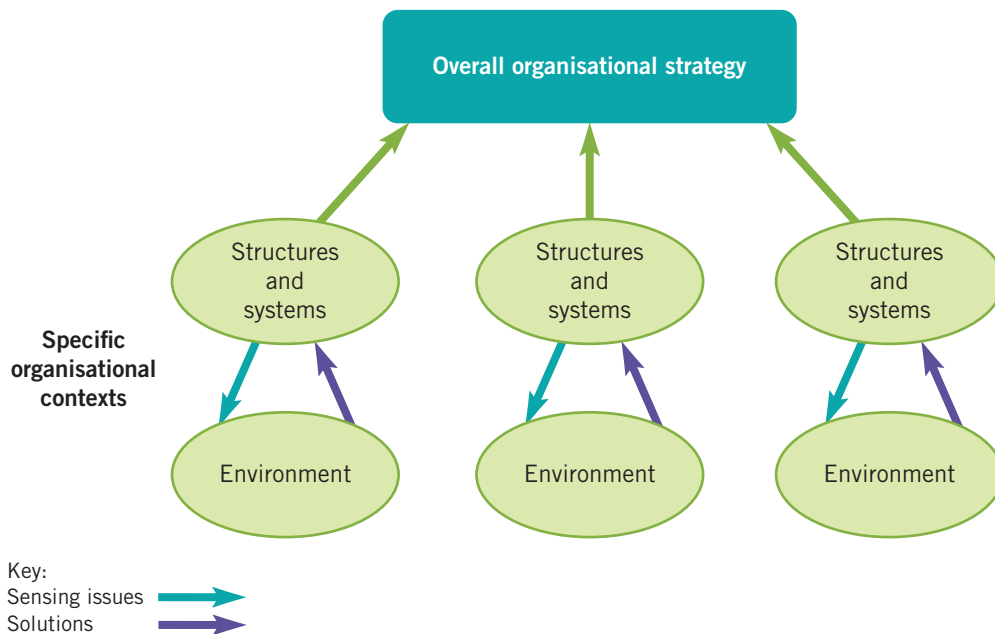 Overall organisational strategy
Structures
and
systems
Structures
and
systems
Structures
and
systems
Specific
organisational
contexts
Environment
Environment
Environment
Key:
Sensing issues
Solutions